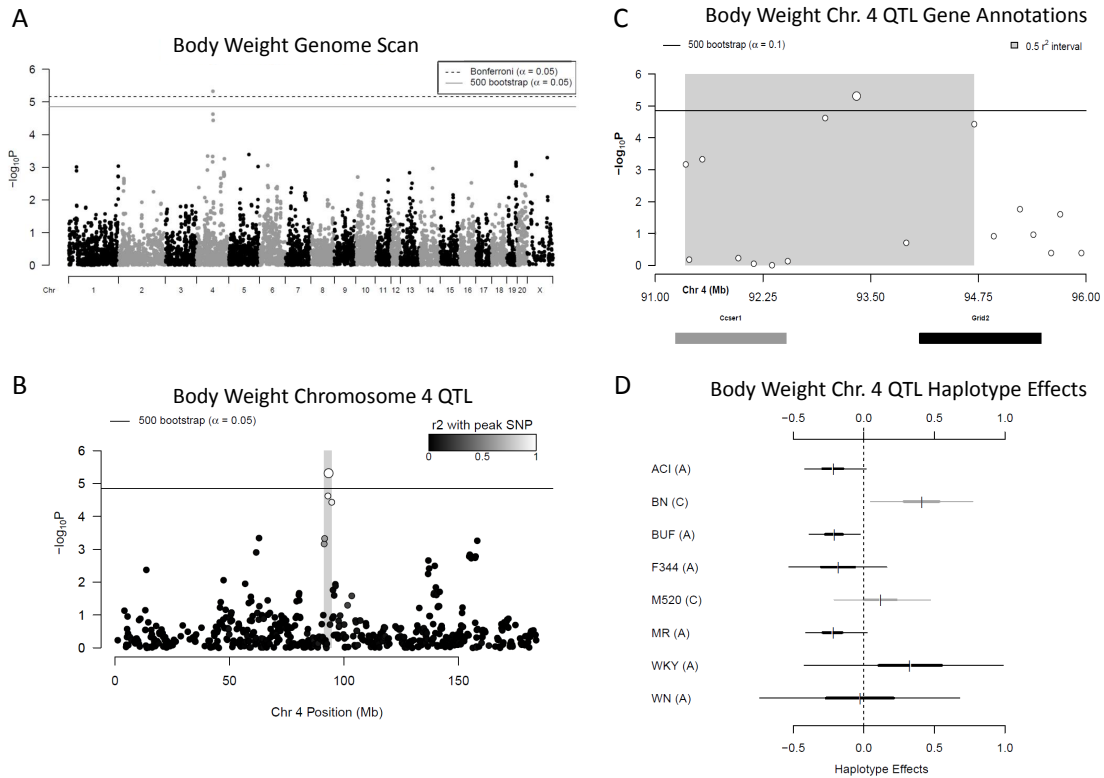 A
Body Weight Genome Scan
Bonferroni (α = 0.05)
500 bootstrap (α = 0.05)
−log10P
6
5
4
3
2
1
0
Chr 1 2 3 4 5 6 7 8 9 10 11 12 13 14 15 16 17 18 19 20 X
B
Body Weight Chromosome 4 QTL
500 bootstrap (α = 0.05)
r2 with peak SNP
0 0.5 1
−log10P
6
5
4
3
2
1
0
0 50 100 150
Chr 4 Position (Mb)
C
Body Weight Chr. 4 QTL Gene Annotations
500 bootstrap (α = 0.1)
0.5 r² interval
−log10P
6
5
4
3
2
1
0
Chr 4 (Mb)
91.00 92.25 93.50 94.75 96.00
Ccser1 Grid2
D
Body Weight Chr. 4 QTL Haplotype Effects
−0.5 0.0 0.5 1.0
ACI (A)
BN (C)
BUF (A)
F344 (A)
M520 (C)
MR (A)
WKY (A)
WN (A)
−0.5 0.0 0.5 1.0
Haplotype Effects